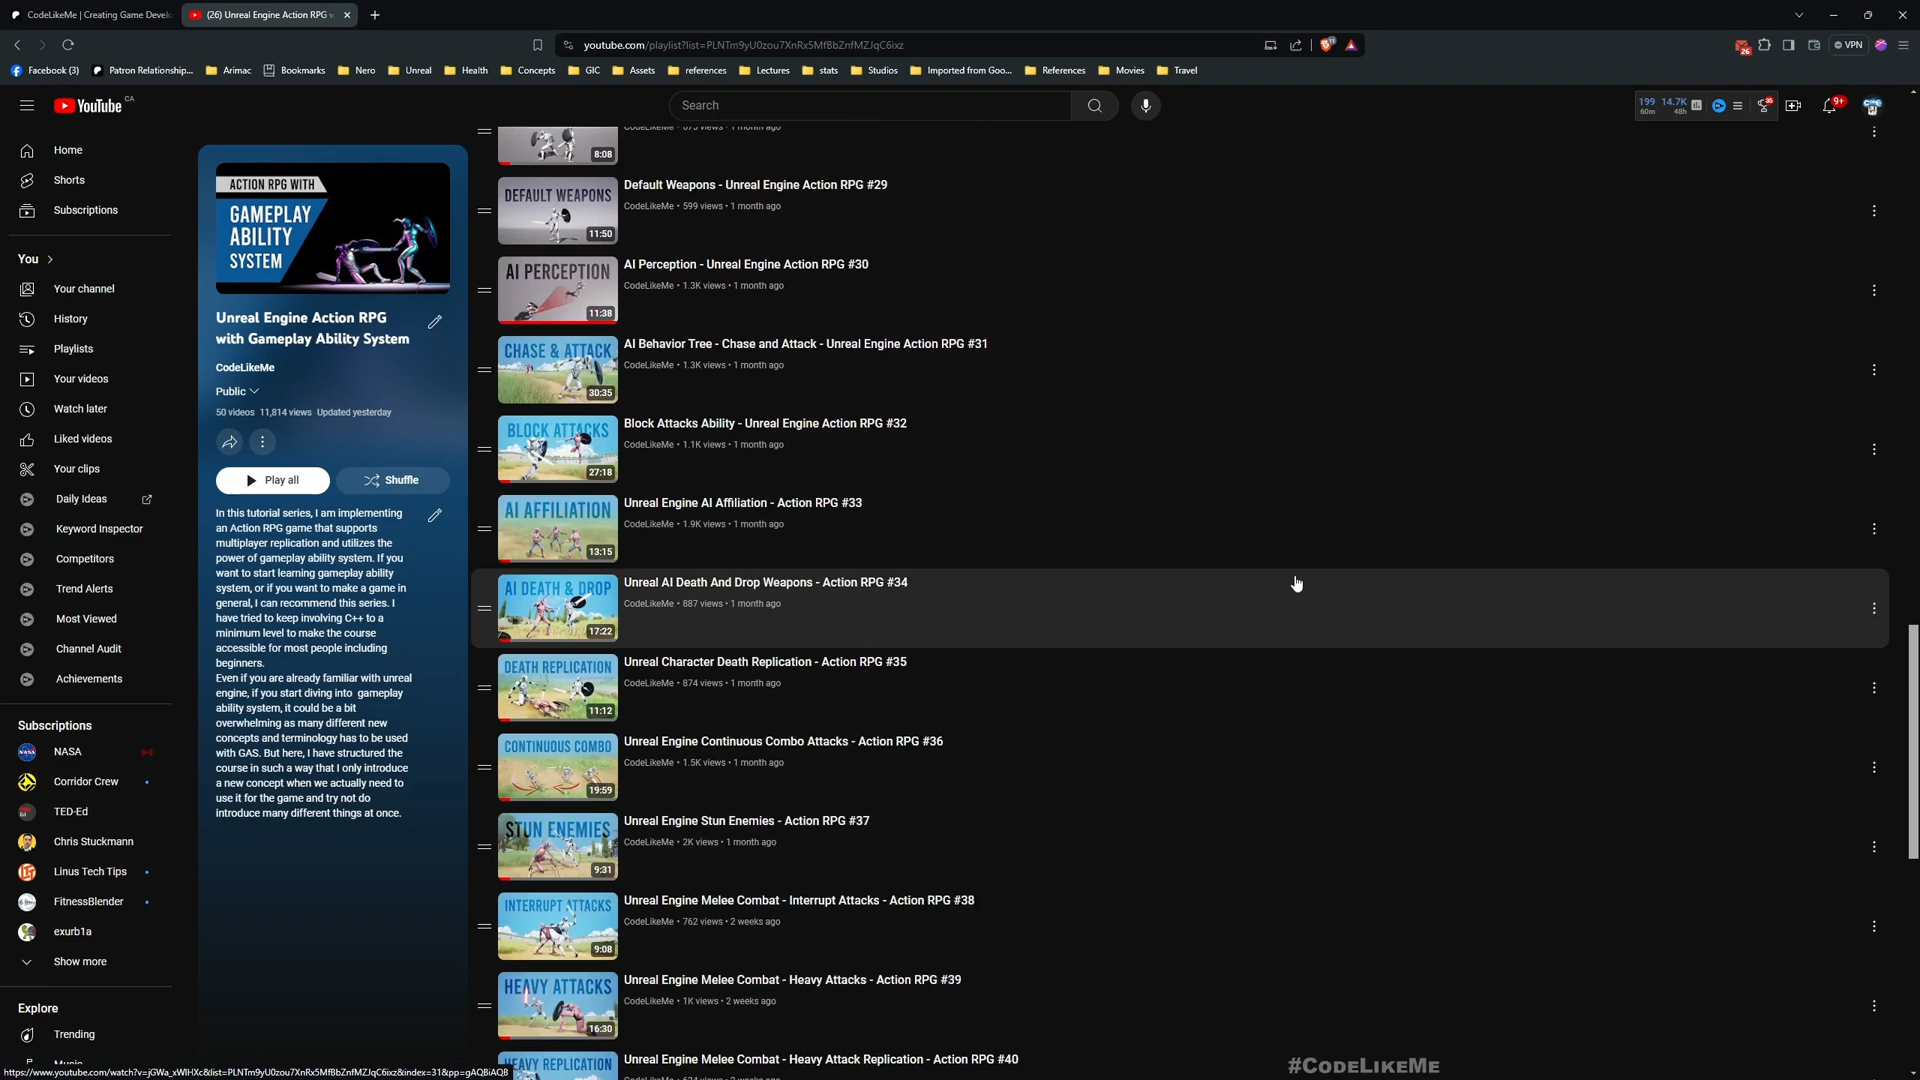 CodeLikeMe | Creating Game Devel
(26) Unreal Engine Action RPG w
youtube.com/playlist?list=PLNTm9yU0zou7XnRx5MfBbZnfMZJqC6ixz
26
VPN
Facebook (3)
Patron Relationship...
Arimac
Bookmarks
Nero
Unreal
Health
Concepts
GIC
Assets
references
Lectures
stats
Studios
Imported from Goo...
References
Movies
Travel
YouTube CA
Search
199 60m
14.7K 48h
9+
Home
Shorts
Subscriptions
You
Your channel
History
Playlists
Your videos
Watch later
Liked videos
Your clips
Daily Ideas
Keyword Inspector
Competitors
Trend Alerts
Most Viewed
Channel Audit
Achievements
Subscriptions
NASA
Corridor Crew
TED-Ed
Chris Stuckmann
Linus Tech Tips
FitnessBlender
exurb1a
Show more
Explore
Trending
ACTION RPG WITH
GAMEPLAY
ABILITY
SYSTEM
Unreal Engine Action RPG
with Gameplay Ability System
CodeLikeMe
Public
50 videos 11,814 views Updated yesterday
Play all
Shuffle
In this tutorial series, I am implementing
an Action RPG game that supports
multiplayer replication and utilizes the
power of gameplay ability system. If you
want to start learning gameplay ability
system, or if you want to make a game in
general, I can recommend this series. I
have tried to keep involving C++ to a
minimum level to make the course
accessible for most people including
beginners.
Even if you are already familiar with unreal
engine, if you start diving into gameplay
ability system, it could be a bit
overwhelming as many different new
concepts and terminology has to be used
with GAS. But here, I have structured the
course in such a way that I only introduce
a new concept when we actually need to
use it for the game and try not do
introduce many different things at once.
8:08
DEFAULT WEAPONS
11:50
Default Weapons - Unreal Engine Action RPG #29
CodeLikeMe • 599 views • 1 month ago
AI PERCEPTION
11:38
AI Perception - Unreal Engine Action RPG #30
CodeLikeMe • 1.3K views • 1 month ago
CHASE & ATTACK
30:35
AI Behavior Tree - Chase and Attack - Unreal Engine Action RPG #31
CodeLikeMe • 1.3K views • 1 month ago
BLOCK ATTACKS
27:18
Block Attacks Ability - Unreal Engine Action RPG #32
CodeLikeMe • 1.1K views • 1 month ago
AI AFFILIATION
13:15
Unreal Engine AI Affiliation - Action RPG #33
CodeLikeMe • 1.9K views • 1 month ago
AI DEATH & DROP
17:22
Unreal AI Death And Drop Weapons - Action RPG #34
CodeLikeMe • 887 views • 1 month ago
DEATH REPLICATION
11:12
Unreal Character Death Replication - Action RPG #35
CodeLikeMe • 874 views • 1 month ago
CONTINUOUS COMBO
19:59
Unreal Engine Continuous Combo Attacks - Action RPG #36
CodeLikeMe • 1.5K views • 1 month ago
STUN ENEMIES
9:31
Unreal Engine Stun Enemies - Action RPG #37
CodeLikeMe • 2K views • 1 month ago
INTERRUPT ATTACKS
9:08
Unreal Engine Melee Combat - Interrupt Attacks - Action RPG #38
CodeLikeMe • 762 views • 2 weeks ago
HEAVY ATTACKS
16:30
Unreal Engine Melee Combat - Heavy Attacks - Action RPG #39
CodeLikeMe • 1K views • 2 weeks ago
HEAVY REPLICATION
Unreal Engine Melee Combat - Heavy Attack Replication - Action RPG #40
https://www.youtube.com/watch?v=jGWa_xWIHXc&list=PLNTm9yU0zou7XnRx5MfBbZnfMZJqC6ixz&index=31&pp=gAQBiAQB
#CodeLikeMe